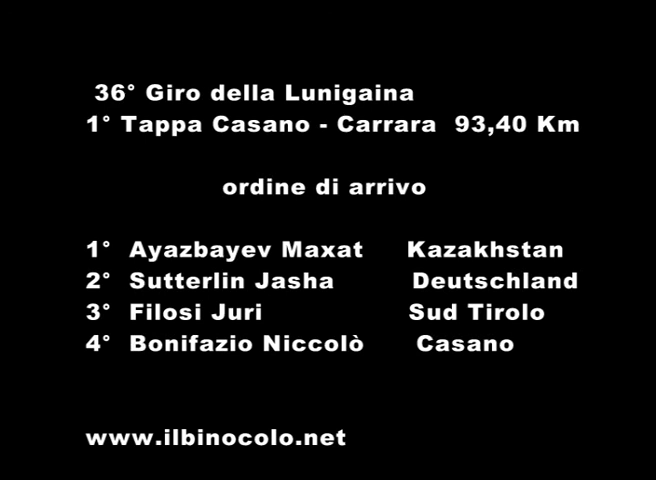 36° Giro della Lunigaina
1° Tappa Casano - Carrara 93,40 Km
ordine di arrivo
1° Ayazbayev Maxat Kazakhstan
2° Sutterlin Jasha Deutschland
3° Filosi Juri Sud Tirolo
4° Bonifazio Niccolò Casano
www.ilbinocolo.net